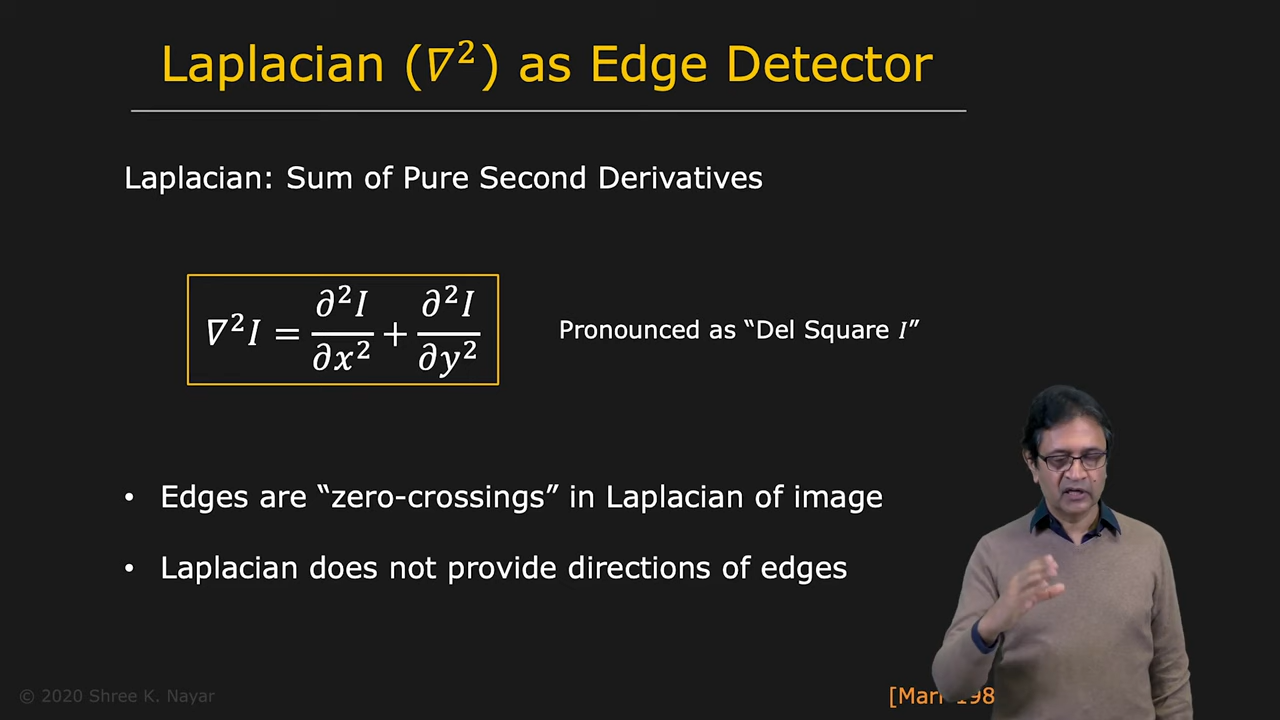 Laplacian (∇²) as Edge Detector
Laplacian: Sum of Pure Second Derivatives
∇²I = ∂²I/∂x² + ∂²I/∂y²
Pronounced as “Del Square I”
• Edges are “zero-crossings” in Laplacian of image
• Laplacian does not provide directions of edges
© 2020 Shree K. Nayar
[Marr